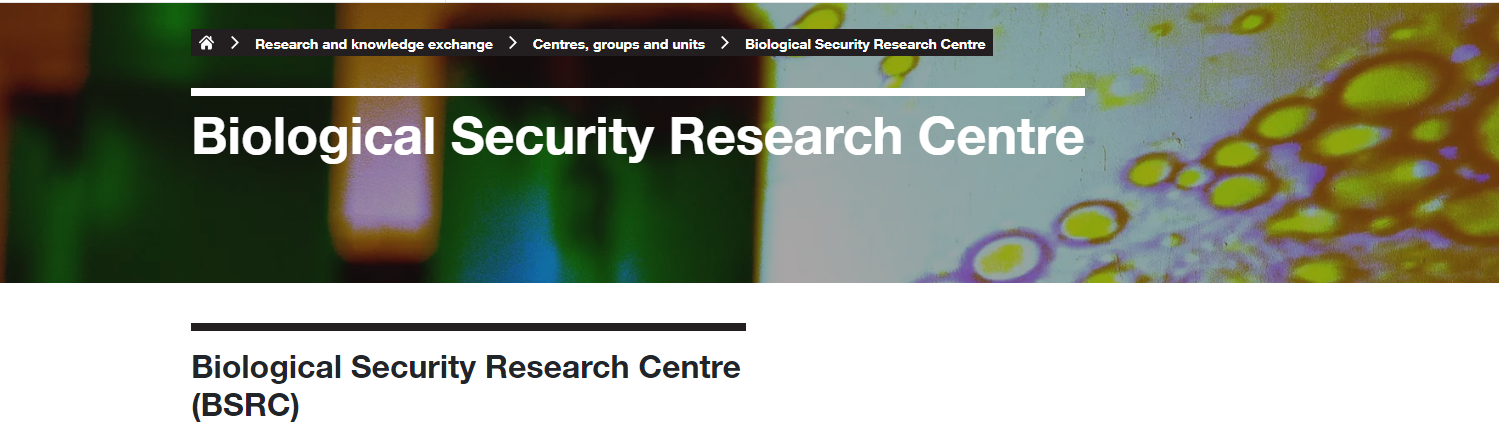 Research and knowledge exchange Centres, groups and units Biological Security Research Centre
Biological Security Research Centre
Biological Security Research Centre
(BSRC)